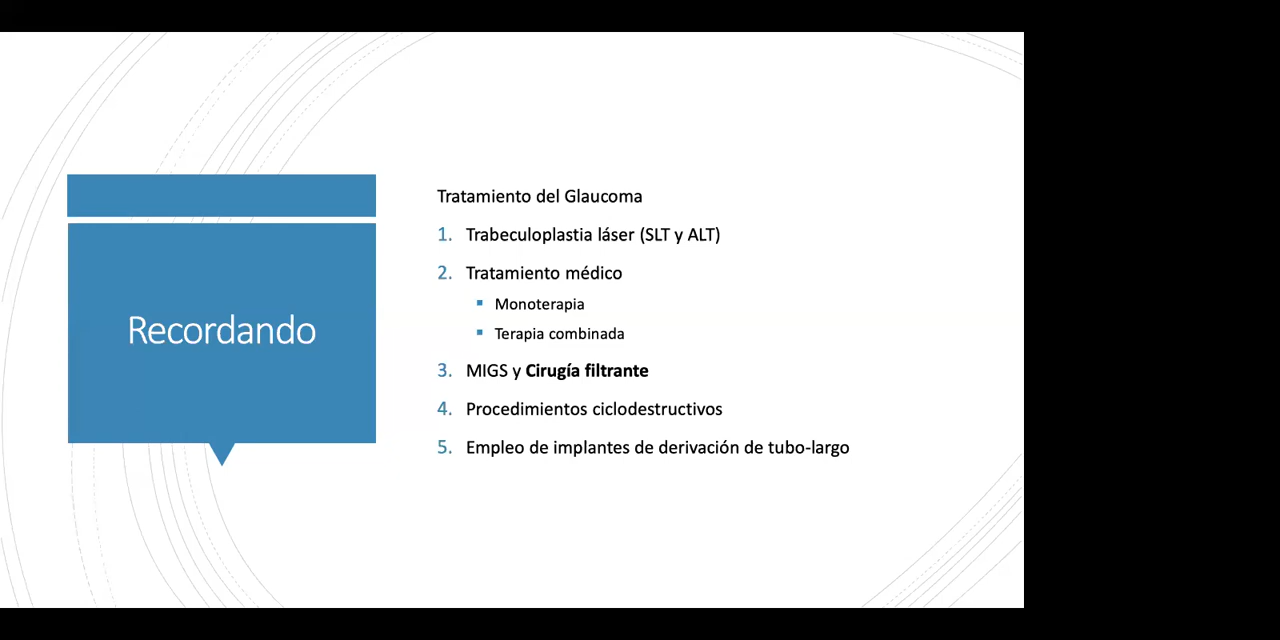 Recordando
Tratamiento del Glaucoma
1. Trabeculoplastia láser (SLT y ALT)
2. Tratamiento médico
▪ Monoterapia
▪ Terapia combinada
3. MIGS y Cirugía filtrante
4. Procedimientos ciclodestructivos
5. Empleo de implantes de derivación de tubo-largo